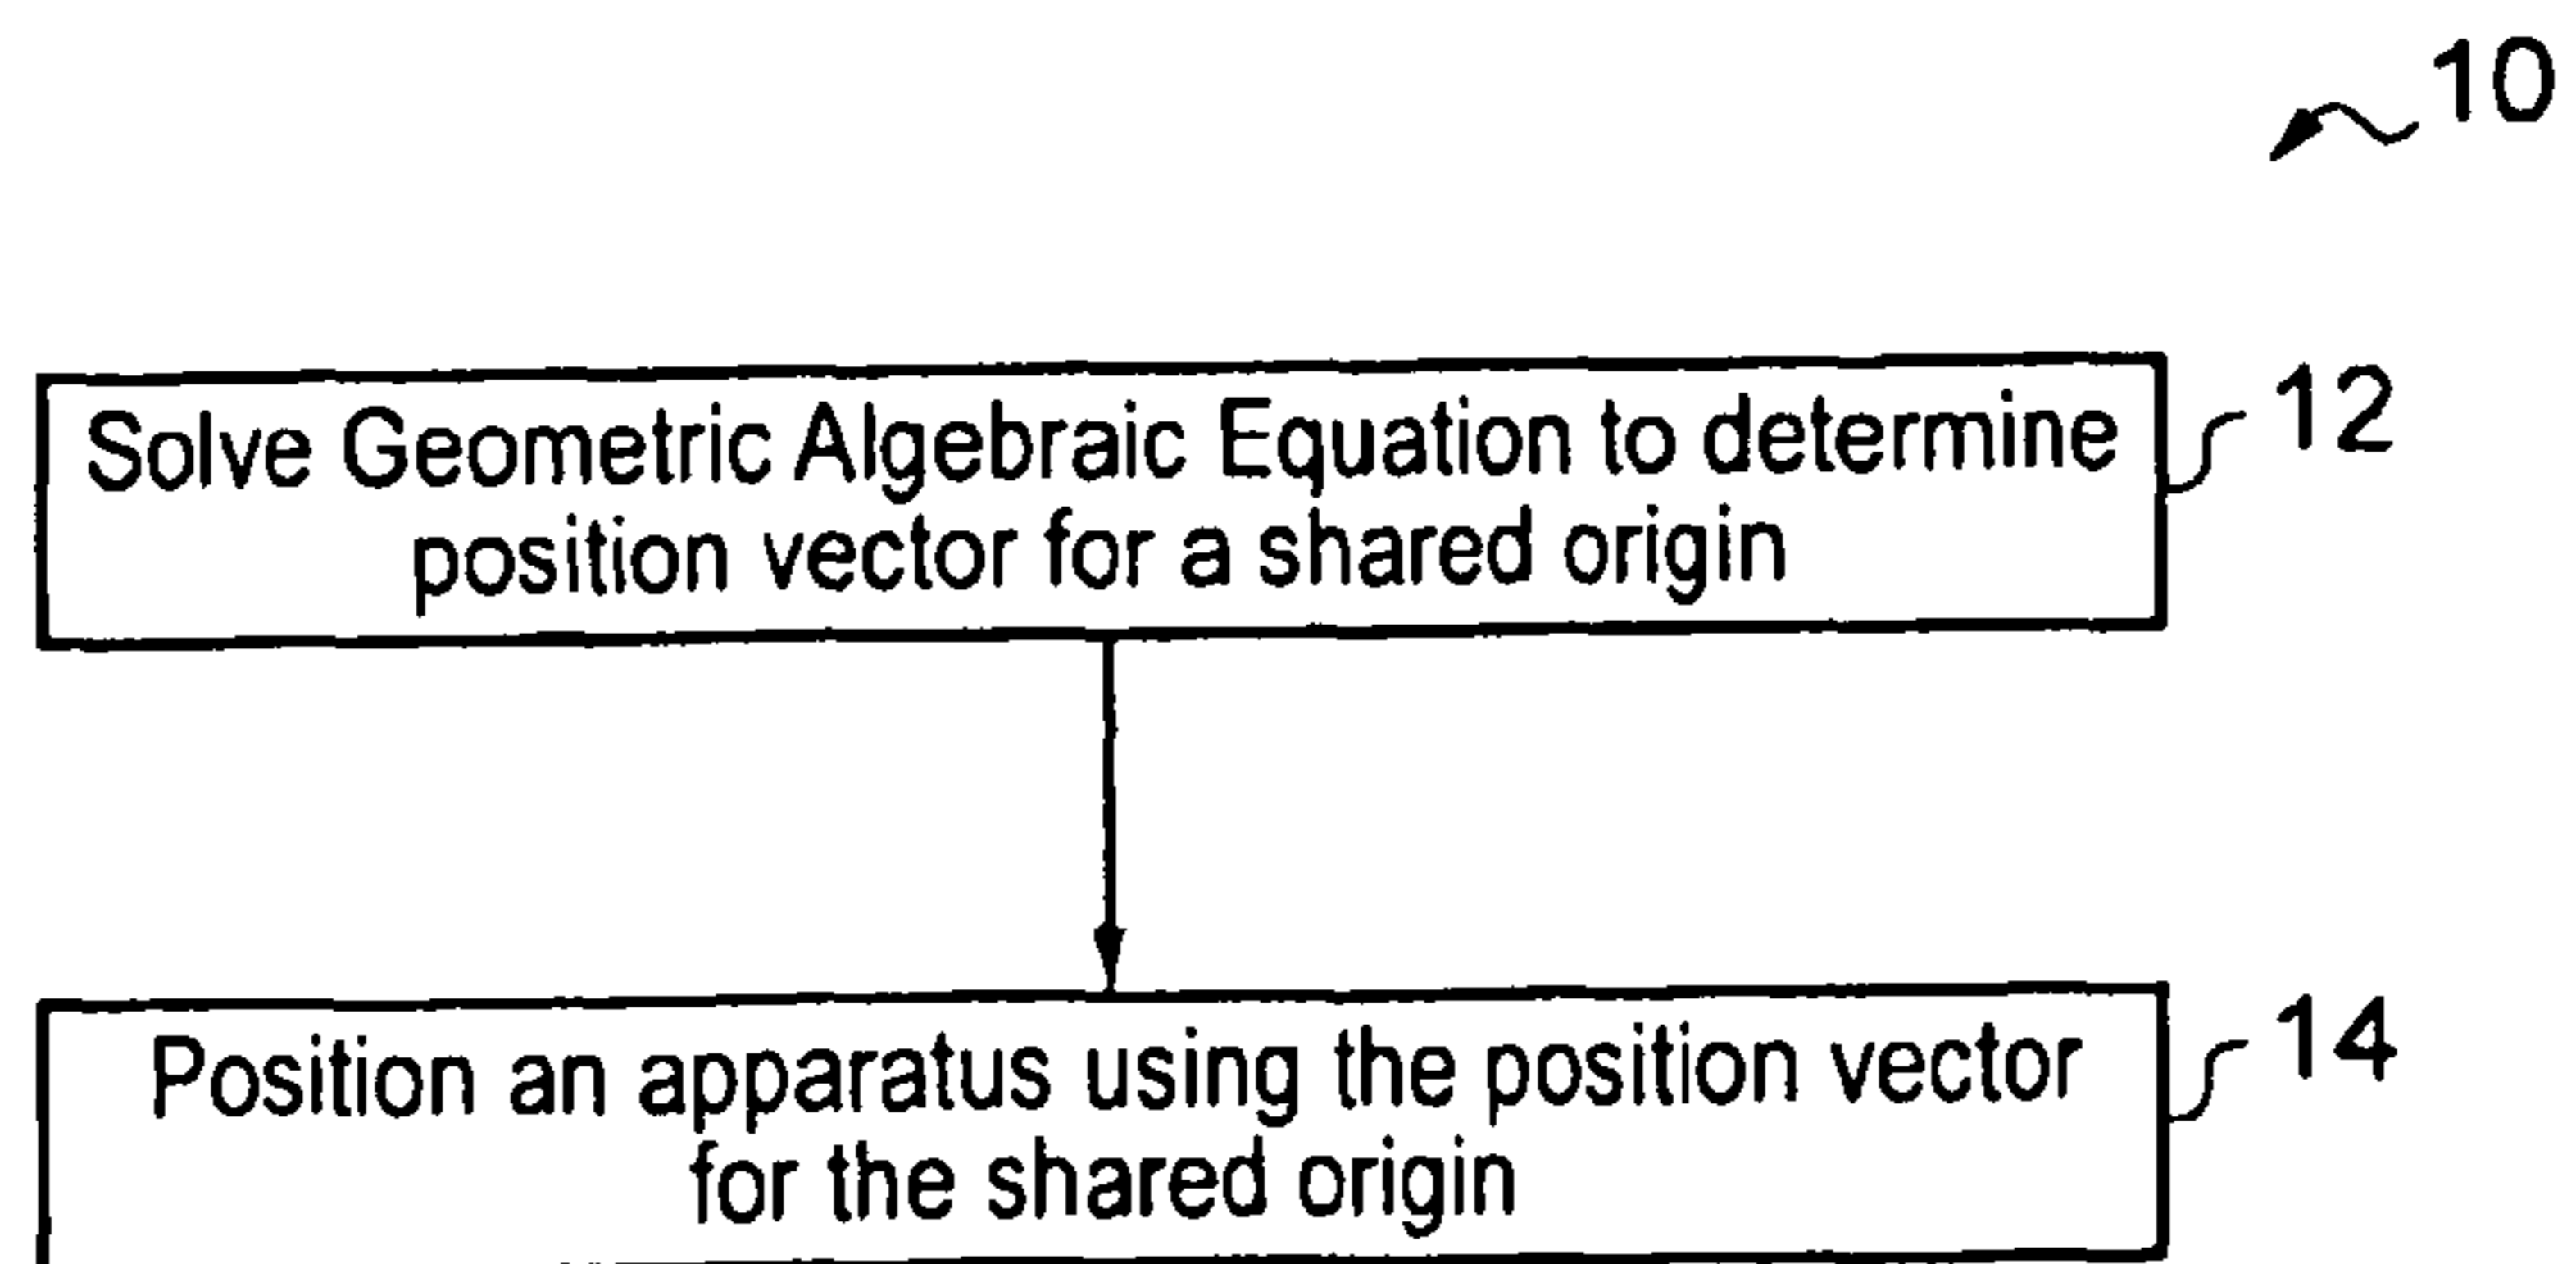 10
Solve Geometric Algebraic Equation to determine
position vector for a shared origin
12
Position an apparatus using the position vector
for the shared origin
14